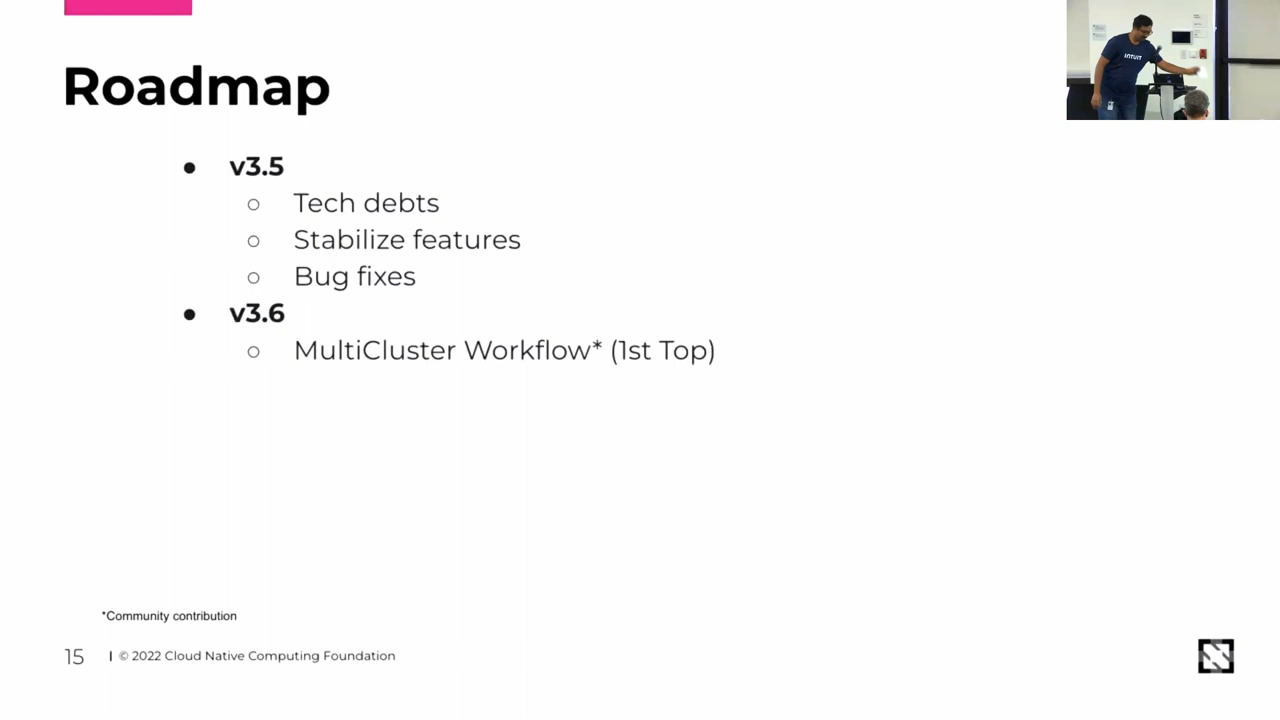 Roadmap
● v3.5
○ Tech debts
○ Stabilize features
○ Bug fixes
● v3.6
○ MultiCluster Workflow* (1st Top)
*Community contribution
15 | © 2022 Cloud Native Computing Foundation
INTUIT